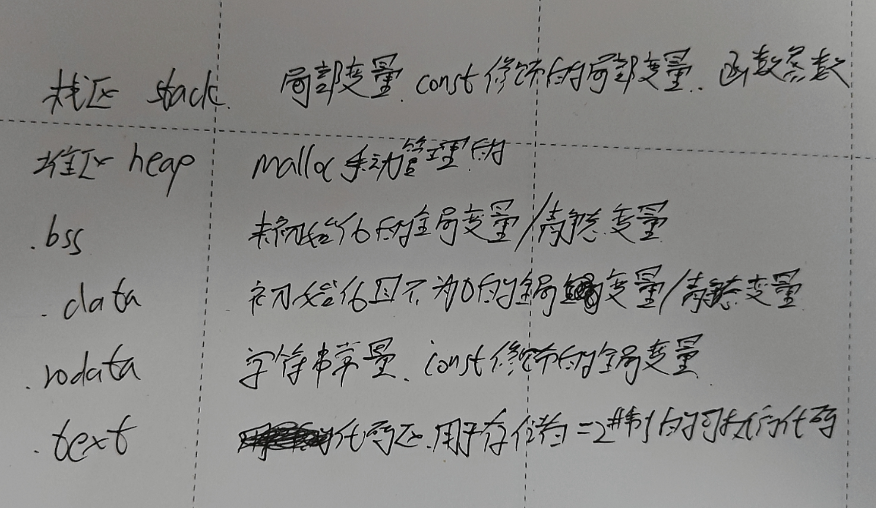 栈区 stack. 局部变量、const修饰的局部变量、函数参数
堆区 heap malloc手动管理的
.bss 未初始化的全局变量/静态变量
.data 初始化且不为0的全局变量/静态变量
.rodata 字符串常量、const修饰的全局变量
.text 代码区.用于存储为二进制的可执行代码